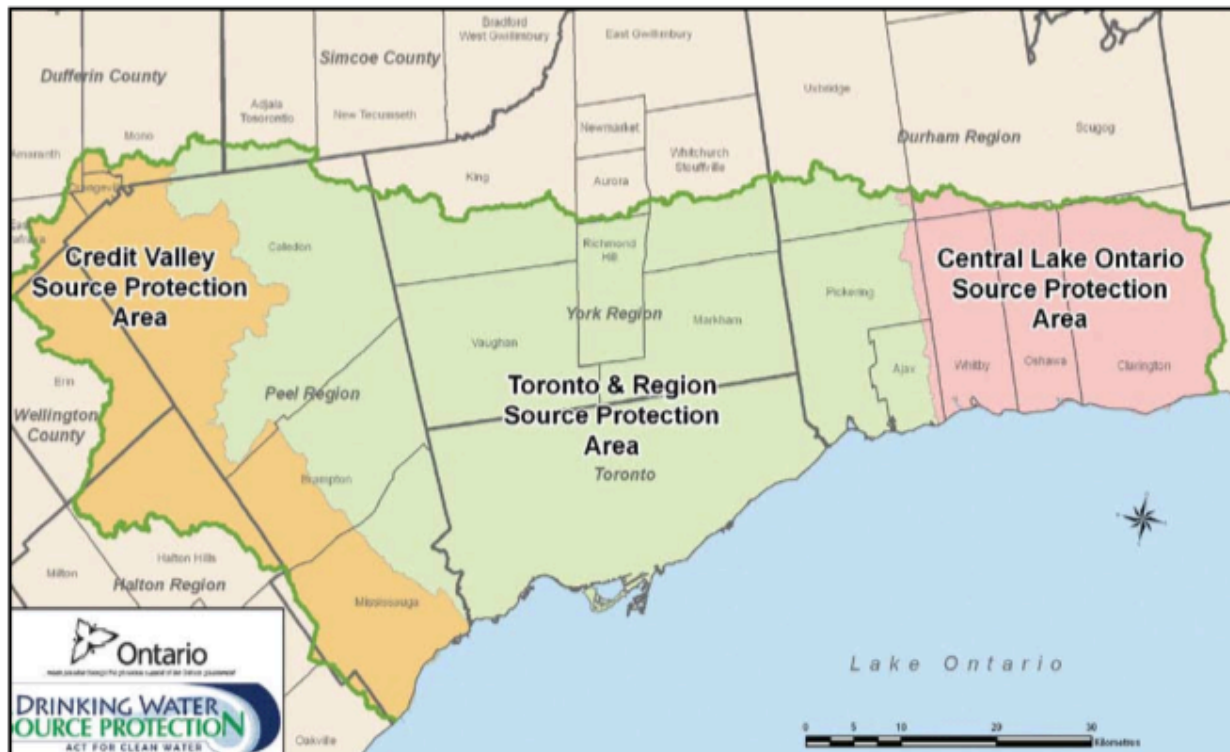 Bradford
West Gwillimbury
East Gwillimbury
Simcoe County
Dufferin County
Adjala
Tosorontio
New Tecumseth
Uxbridge
Newmarket
Durham Region
Scugog
Mono
Amaranth
Whitchurch
Stouffville
King
Aurora
Orangeville
East
Credit Valley
Source Protection
Area
Caledon
Richmond
Hill
Central Lake Ontario
Source Protection
Area
Pickering
York Region
Markham
Vaughan
Ajax
Whitby
Oshawa
Clarington
Erin
Peel Region
Toronto & Region
Source Protection
Area
Wellington
County
Toronto
Brampton
Halton Hills
Milton
Halton Region
Mississauga
Ontario
Lake Ontario
DRINKING WATER
OURCE PROTECTION
ACT FOR CLEAN WATER
Oakville
0 5 10 20 30
Kilometres